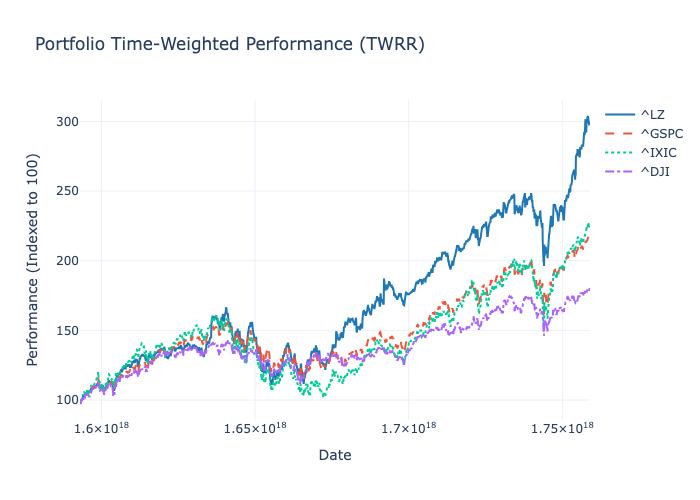 Portfolio Time-Weighted Performance (TWRR)
^LZ
^GSPC
^IXIC
^DJI
Performance (Indexed to 100)
300
250
200
150
100
1.6×10¹⁸
1.65×10¹⁸
1.7×10¹⁸
1.75×10¹⁸
Date